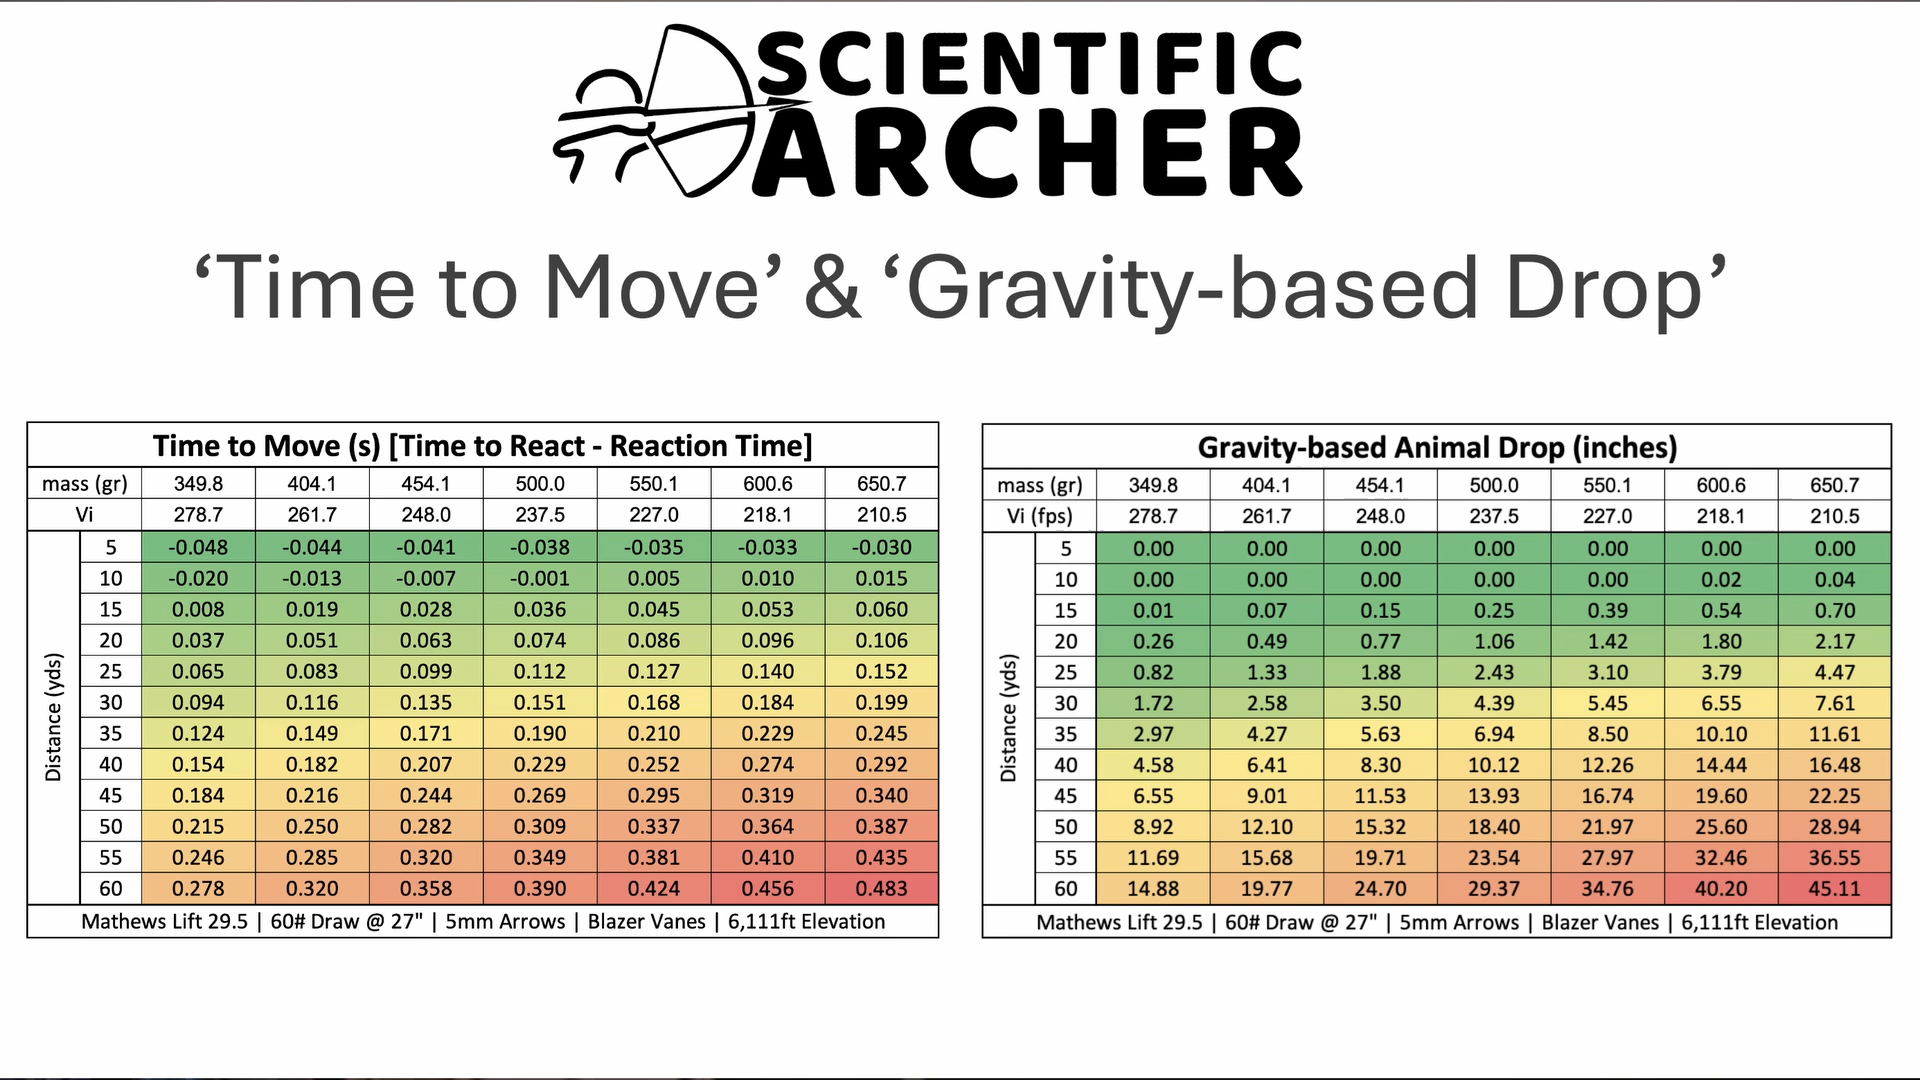 SCIENTIFIC
ARCHER
‘Time to Move’ & ‘Gravity-based Drop’
Time to Move (s) [Time to React - Reaction Time]
mass (gr) 349.8 404.1 454.1 500.0 550.1 600.6 650.7
Vi 278.7 261.7 248.0 237.5 227.0 218.1 210.5
Distance (yds)
5 -0.048 -0.044 -0.041 -0.038 -0.035 -0.033 -0.030
10 -0.020 -0.013 -0.007 -0.001 0.005 0.010 0.015
15 0.008 0.019 0.028 0.036 0.045 0.053 0.060
20 0.037 0.051 0.063 0.074 0.086 0.096 0.106
25 0.065 0.083 0.099 0.112 0.127 0.140 0.152
30 0.094 0.116 0.135 0.151 0.168 0.184 0.199
35 0.124 0.149 0.171 0.190 0.210 0.229 0.245
40 0.154 0.182 0.207 0.229 0.252 0.274 0.292
45 0.184 0.216 0.244 0.269 0.295 0.319 0.340
50 0.215 0.250 0.282 0.309 0.337 0.364 0.387
55 0.246 0.285 0.320 0.349 0.381 0.410 0.435
60 0.278 0.320 0.358 0.390 0.424 0.456 0.483
Mathews Lift 29.5 | 60# Draw @ 27" | 5mm Arrows | Blazer Vanes | 6,111ft Elevation
Gravity-based Animal Drop (inches)
mass (gr) 349.8 404.1 454.1 500.0 550.1 600.6 650.7
Vi (fps) 278.7 261.7 248.0 237.5 227.0 218.1 210.5
Distance (yds)
5 0.00 0.00 0.00 0.00 0.00 0.00 0.00
10 0.00 0.00 0.00 0.00 0.00 0.02 0.04
15 0.01 0.07 0.15 0.25 0.39 0.54 0.70
20 0.26 0.49 0.77 1.06 1.42 1.80 2.17
25 0.82 1.33 1.88 2.43 3.10 3.79 4.47
30 1.72 2.58 3.50 4.39 5.45 6.55 7.61
35 2.97 4.27 5.63 6.94 8.50 10.10 11.61
40 4.58 6.41 8.30 10.12 12.26 14.44 16.48
45 6.55 9.01 11.53 13.93 16.74 19.60 22.25
50 8.92 12.10 15.32 18.40 21.97 25.60 28.94
55 11.69 15.68 19.71 23.54 27.97 32.46 36.55
60 14.88 19.77 24.70 29.37 34.76 40.20 45.11
Mathews Lift 29.5 | 60# Draw @ 27" | 5mm Arrows | Blazer Vanes | 6,111ft Elevation